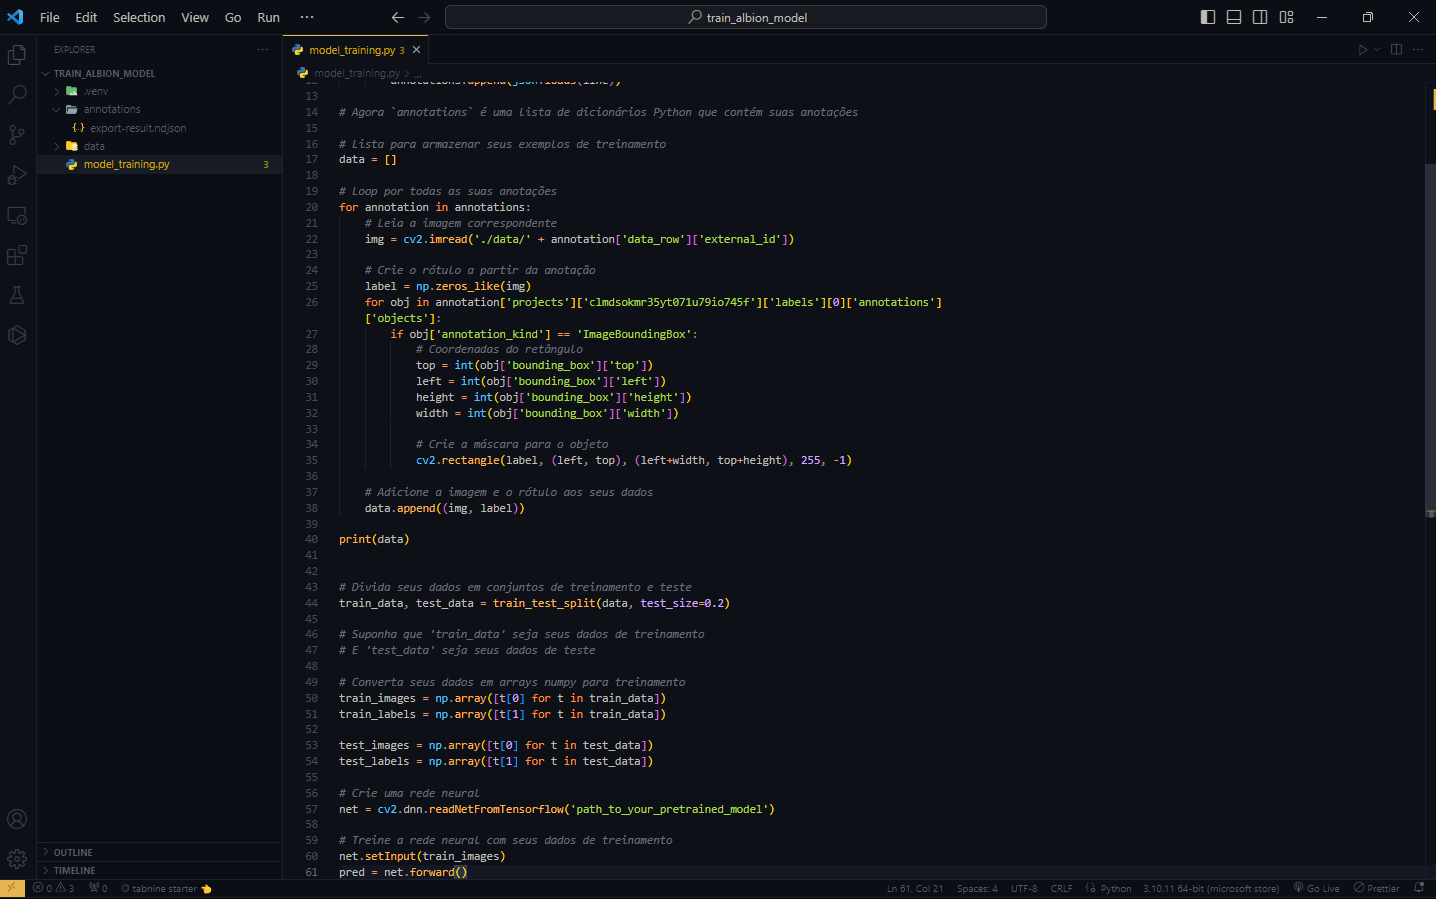 File Edit Selection View Go Run ··· train_albion_model
EXPLORER ···
TRAIN_ALBION_MODEL
.venv
annotations
export-result.ndjson
data
model_training.py 3
model_training.py 3
model_training.py > ...
12 annotations.append(json.loads(line))
13
14 # Agora `annotations` é uma lista de dicionários Python que contém suas anotações
15
16 # Lista para armazenar seus exemplos de treinamento
17 data = []
18
19 # Loop por todas as suas anotações
20 for annotation in annotations:
21 # Leia a imagem correspondente
22 img = cv2.imread('./data/' + annotation['data_row']['external_id'])
23
24 # Crie o rótulo a partir da anotação
25 label = np.zeros_like(img)
26 for obj in annotation['projects']['clmdsokmr35yt071u79io745f']['labels'][0]['annotations']
['objects']:
27 if obj['annotation_kind'] == 'ImageBoundingBox':
28 # Coordenadas do retângulo
29 top = int(obj['bounding_box']['top'])
30 left = int(obj['bounding_box']['left'])
31 height = int(obj['bounding_box']['height'])
32 width = int(obj['bounding_box']['width'])
33
34 # Crie a máscara para o objeto
35 cv2.rectangle(label, (left, top), (left+width, top+height), 255, -1)
36
37 # Adicione a imagem e o rótulo aos seus dados
38 data.append((img, label))
39
40 print(data)
41
42
43 # Divida seus dados em conjuntos de treinamento e teste
44 train_data, test_data = train_test_split(data, test_size=0.2)
45
46 # Suponha que 'train_data' seja seus dados de treinamento
47 # E 'test_data' seja seus dados de teste
48
49 # Converta seus dados em arrays numpy para treinamento
50 train_images = np.array([t[0] for t in train_data])
51 train_labels = np.array([t[1] for t in train_data])
52
53 test_images = np.array([t[0] for t in test_data])
54 test_labels = np.array([t[1] for t in test_data])
55
56 # Crie uma rede neural
57 net = cv2.dnn.readNetFromTensorflow('path_to_your_pretrained_model')
58
59 # Treine a rede neural com seus dados de treinamento
60 net.setInput(train_images)
61 pred = net.forward()
OUTLINE
TIMELINE
0 3 0 tabnine starter Ln 61, Col 21 Spaces: 4 UTF-8 CRLF Python 3.10.11 64-bit (microsoft store) Go Live Prettier